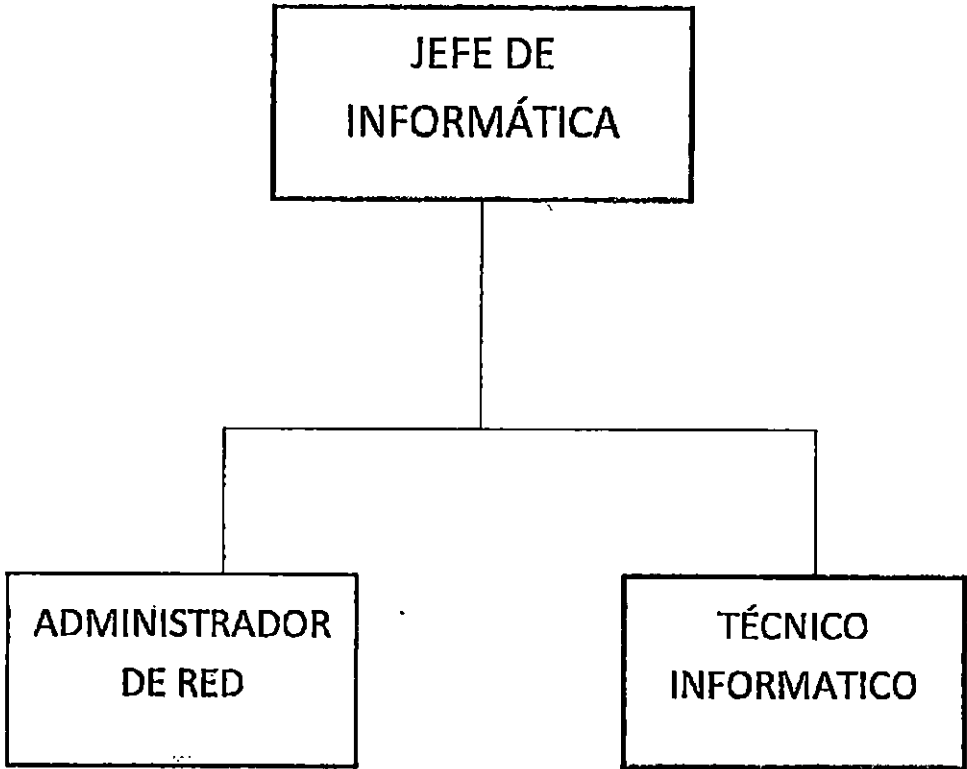 JEFE DE
INFORMÁTICA
ADMINISTRADOR
DE RED
TÉCNICO
INFORMATICO